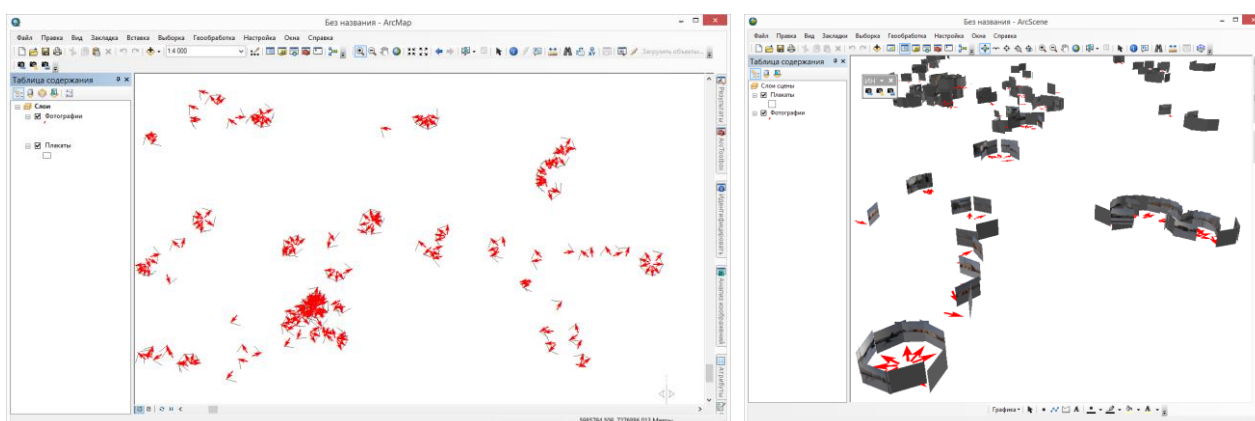 Без названия - ArcMap
Файл Правка Вид Закладка Вставка Выборка Геообработка Настройка Окна Справка
1:4 000
Загрузить объекты...
Таблица содержания
Слои
Фотографии
Плакаты
Результаты
ArcToolbox
Идентифицировать
Анализ изображений
Атрибуты
Без названия - ArcScene
Файл Правка Вид Закладки Выборка Геообработка Настройка Окна Справка
Таблица содержания
Слои сцены
Плакаты
Фотографии
ИН
Графика